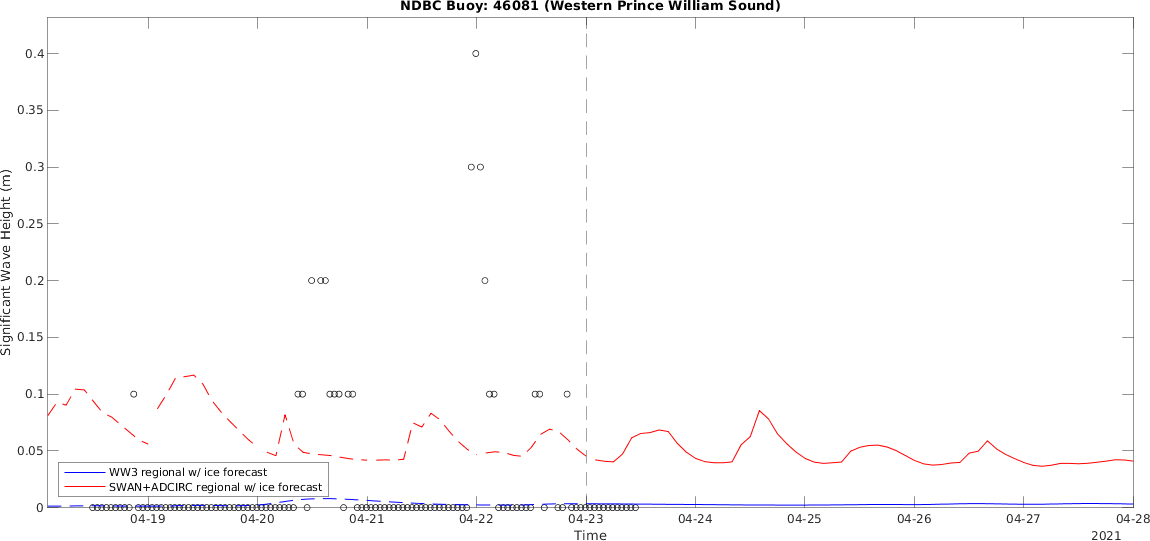 NDBC Buoy: 46081 (Western Prince William Sound)
Significant Wave Height (m)
0.4
0.35
0.3
0.25
0.2
0.15
0.1
0.05
0
WW3 regional w/ ice forecast
SWAN+ADCIRC regional w/ ice forecast
04-19 04-20 04-21 04-22 04-23 04-24 04-25 04-26 04-27 04-28
Time
2021